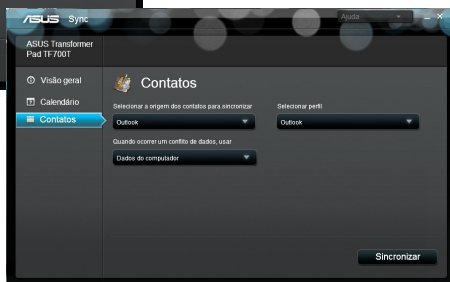 ASUS Sync
Ajuda
ASUS Transformer
Pad TF700T
Visão geral
Calendário
Contatos
Contatos
Selecionar a origem dos contatos para sincronizar
Selecionar perfil
Outlook
Outlook
Quando ocorrer um conflito de dados, usar
Dados do computador
Sincronizar